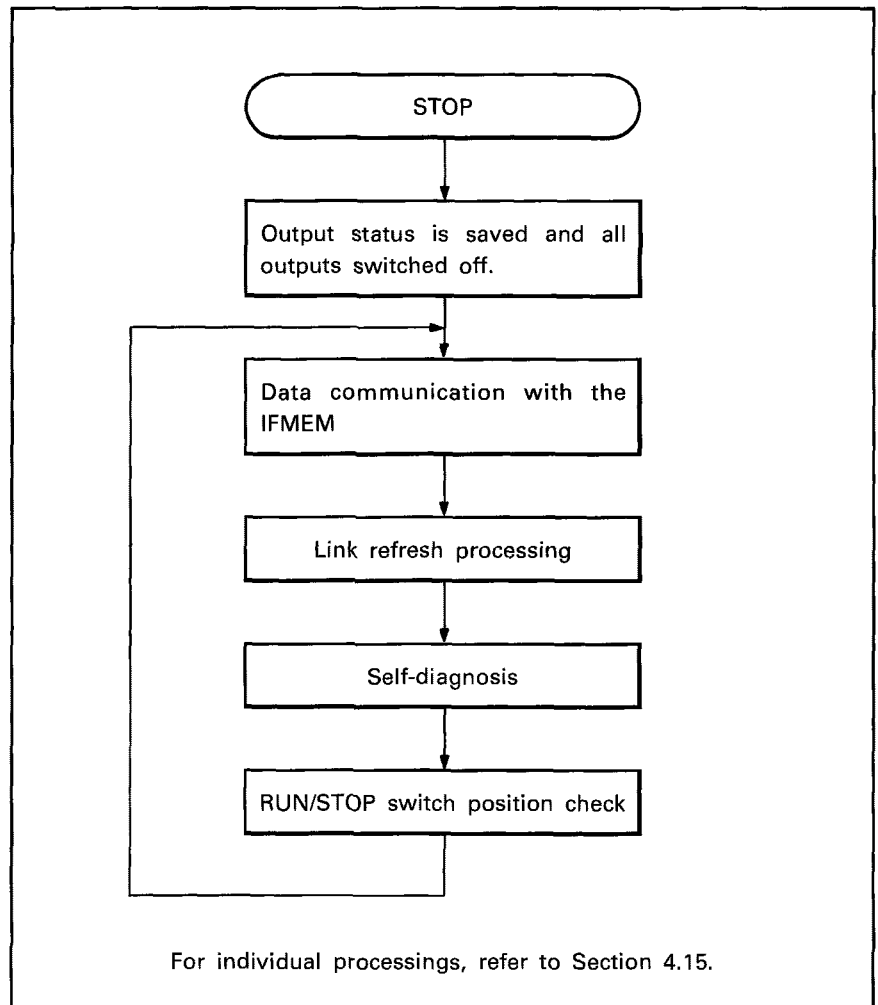 STOP
Output status is saved and all
outputs switched off.
Data communication with the
IFMEM
Link refresh processing
Self-diagnosis
RUN/STOP switch position check
For individual processings, refer to Section 4.15.